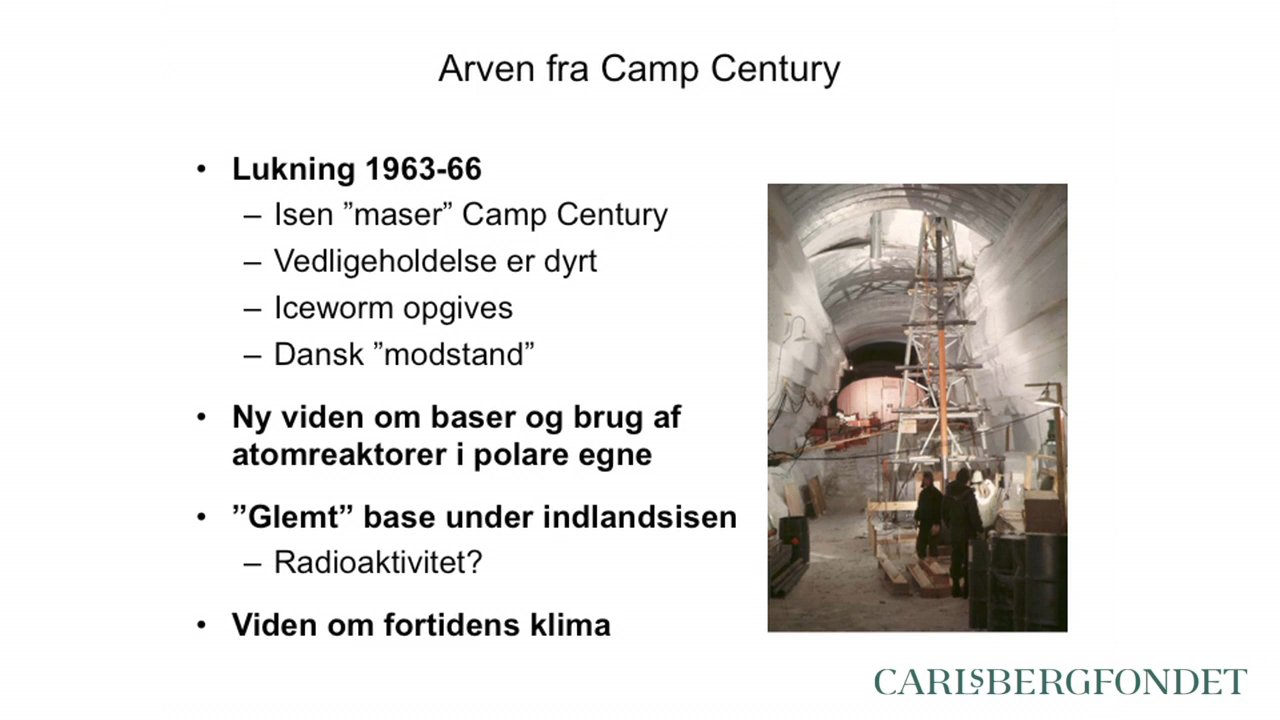 Arven fra Camp Century
• Lukning 1963-66
– Isen ”maser” Camp Century
– Vedligeholdelse er dyrt
– Iceworm opgives
– Dansk ”modstand”
• Ny viden om baser og brug af
atomreaktorer i polare egne
• ”Glemt” base under indlandsisen
– Radioaktivitet?
• Viden om fortidens klima
CARLSBERGFONDET